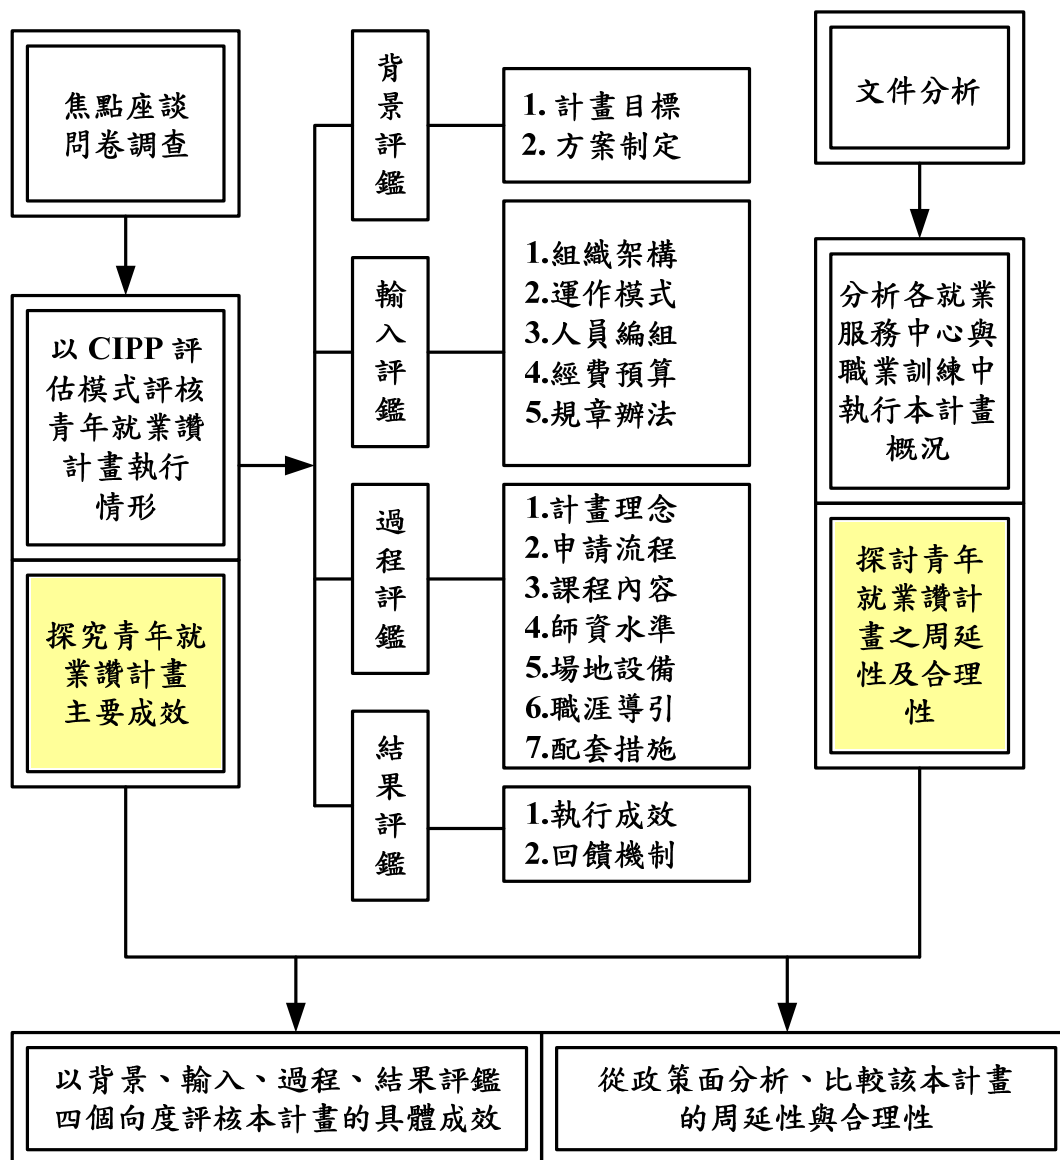 焦點座談
問卷調查
以 CIPP 評
估模式評核
青年就業讚
計畫執行
情形
探究青年就
業讚計畫
主要成效
背
景
評
鑑
1. 計畫目標
2. 方案制定
輸
入
評
鑑
1.組織架構
2.運作模式
3.人員編組
4.經費預算
5.規章辦法
過
程
評
鑑
1.計畫理念
2.申請流程
3.課程內容
4.師資水準
5.場地設備
6.職涯導引
7.配套措施
結
果
評
鑑
1.執行成效
2.回饋機制
文件分析
分析各就業
服務中心與
職業訓練中
執行本計畫
概況
探討青年
就業讚計
畫之周延
性及合理
性
以背景、輸入、過程、結果評鑑
四個向度評核本計畫的具體成效
從政策面分析、比較該本計畫
的周延性與合理性